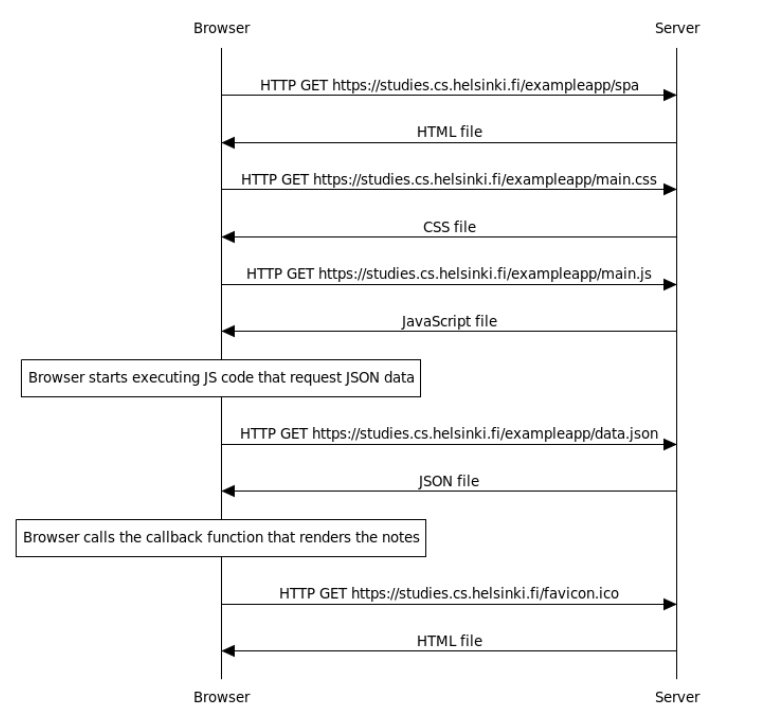 Browser Server
HTTP GET https://studies.cs.helsinki.fi/exampleapp/spa
HTML file
HTTP GET https://studies.cs.helsinki.fi/exampleapp/main.css
CSS file
HTTP GET https://studies.cs.helsinki.fi/exampleapp/main.js
JavaScript file
Browser starts executing JS code that request JSON data
HTTP GET https://studies.cs.helsinki.fi/exampleapp/data.json
JSON file
Browser calls the callback function that renders the notes
HTTP GET https://studies.cs.helsinki.fi/favicon.ico
HTML file
Browser Server